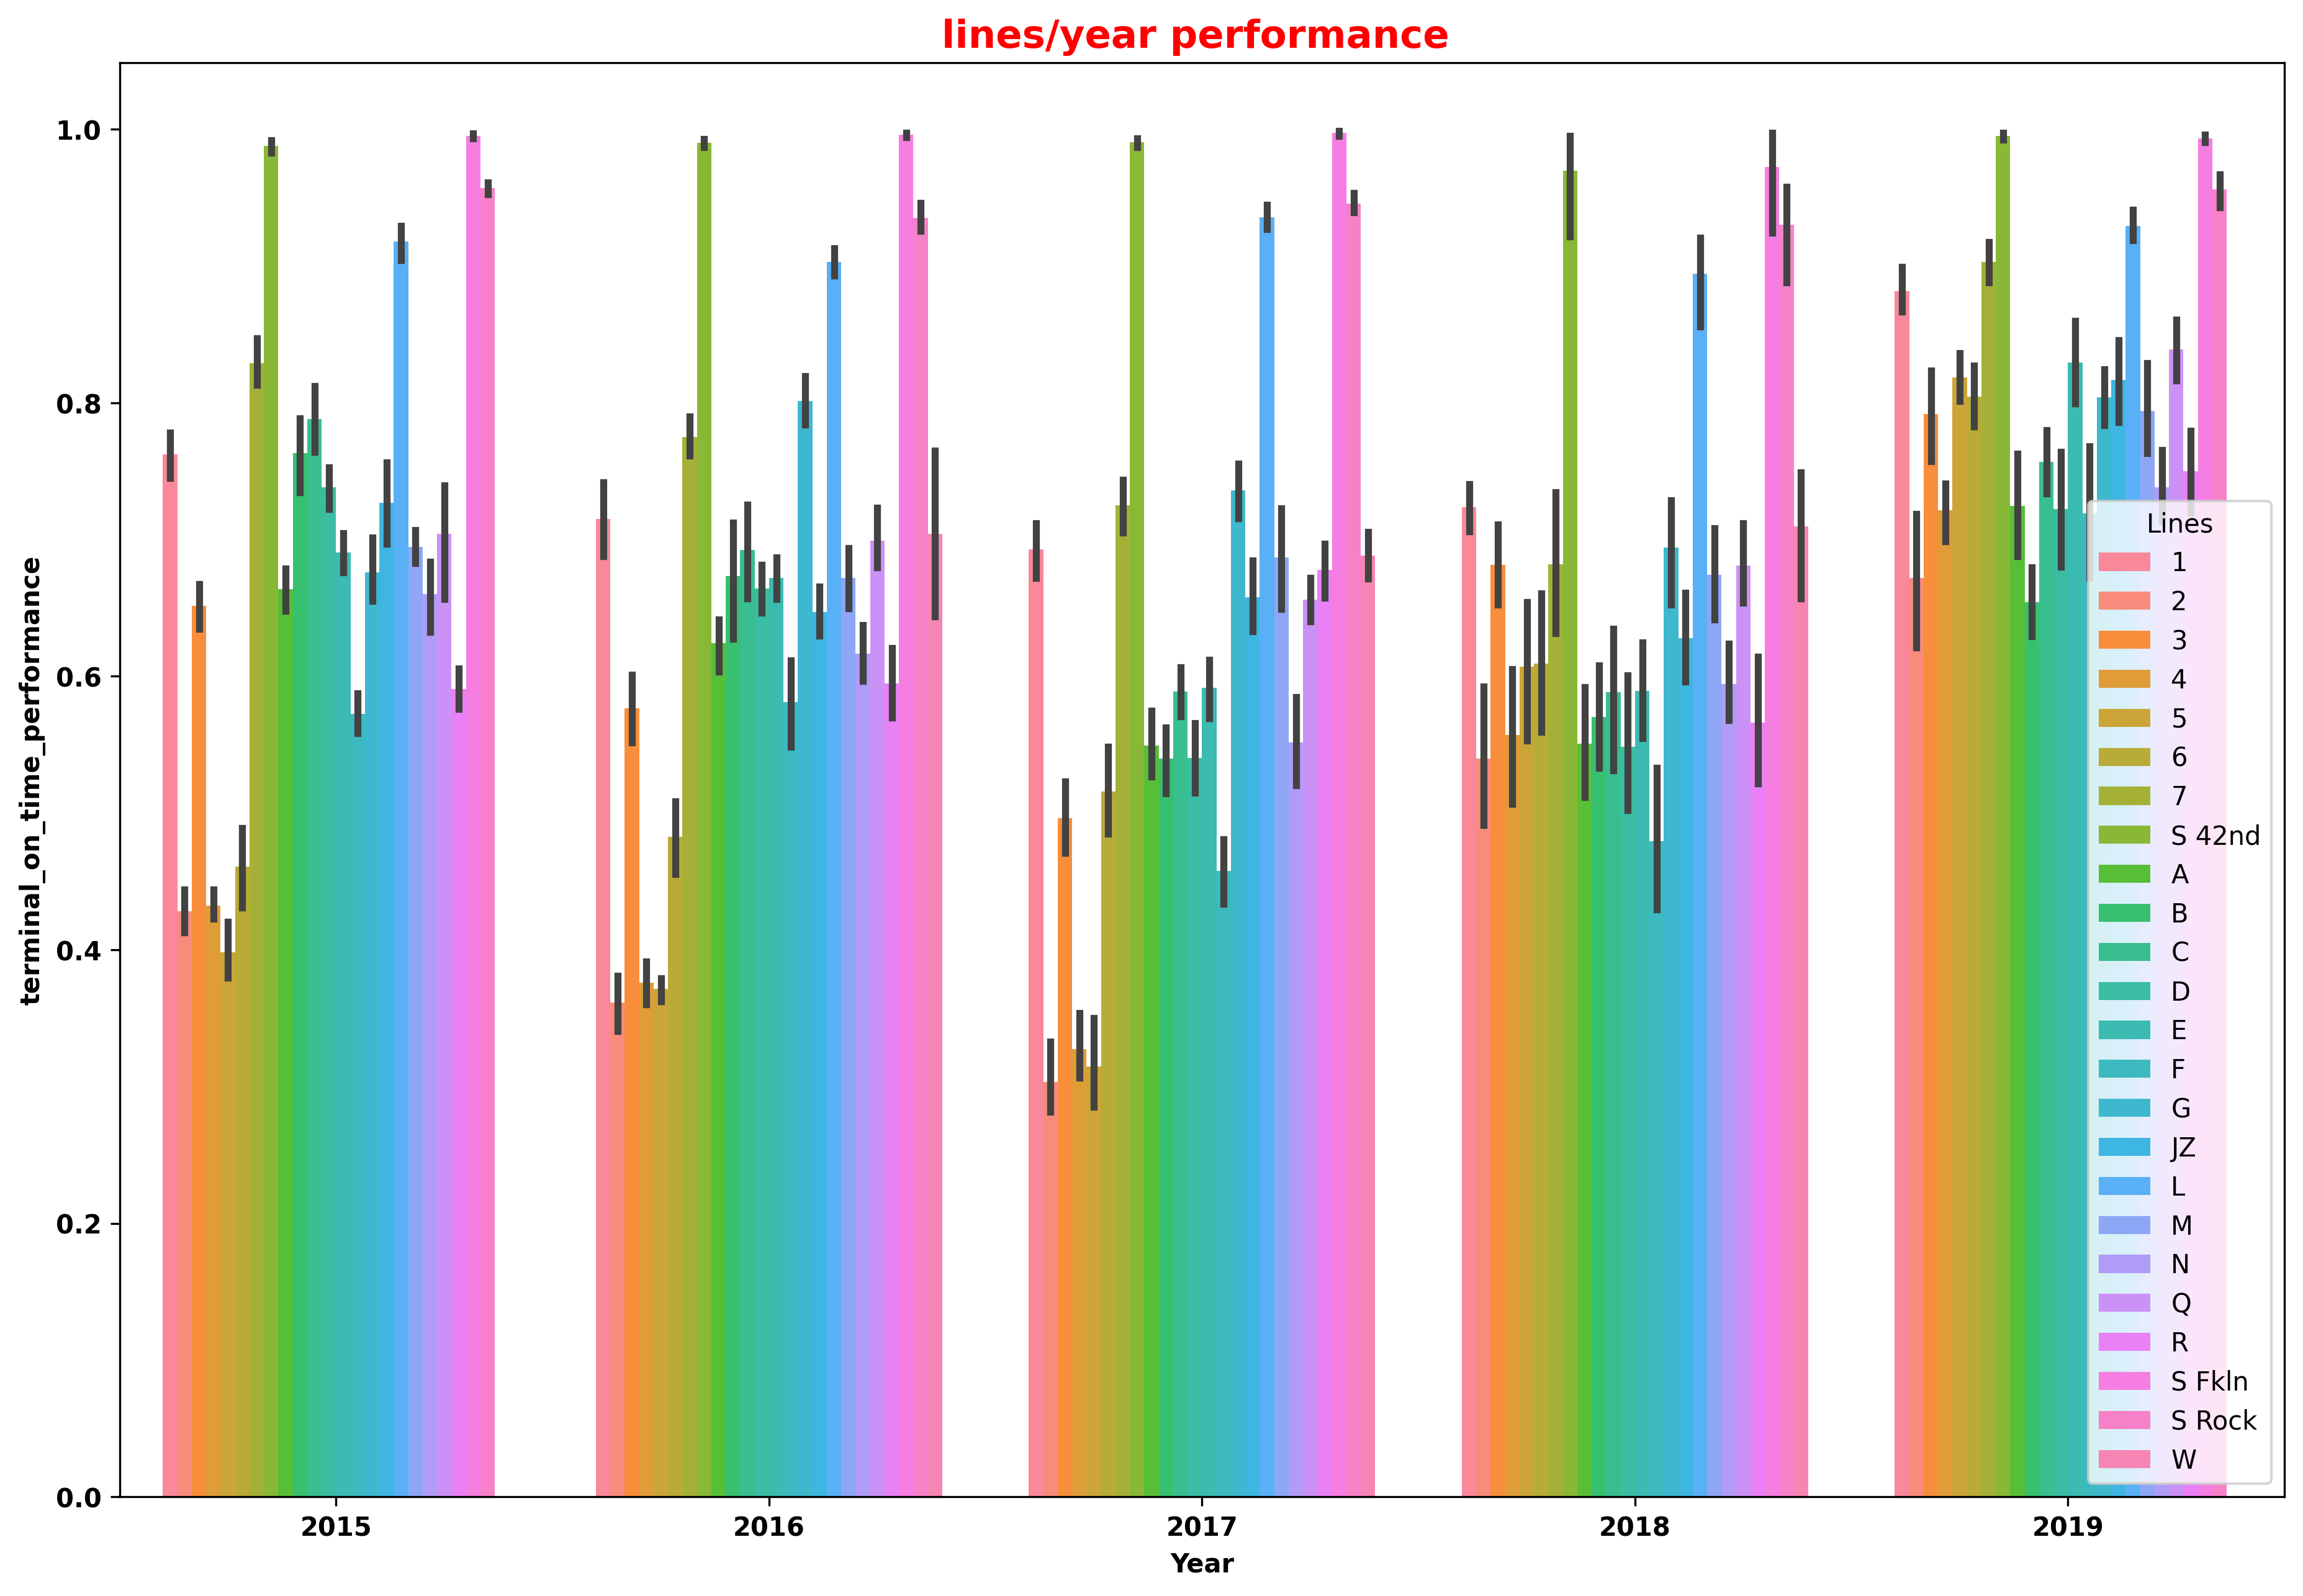 lines/year performance
terminal_on_time_performance
1.0
0.8
0.6
0.4
0.2
0.0
Lines
1
2
3
4
5
6
7
S 42nd
A
B
C
D
E
F
G
JZ
L
M
N
Q
R
S Fkln
S Rock
W
2015
2016
2017
2018
2019
Year